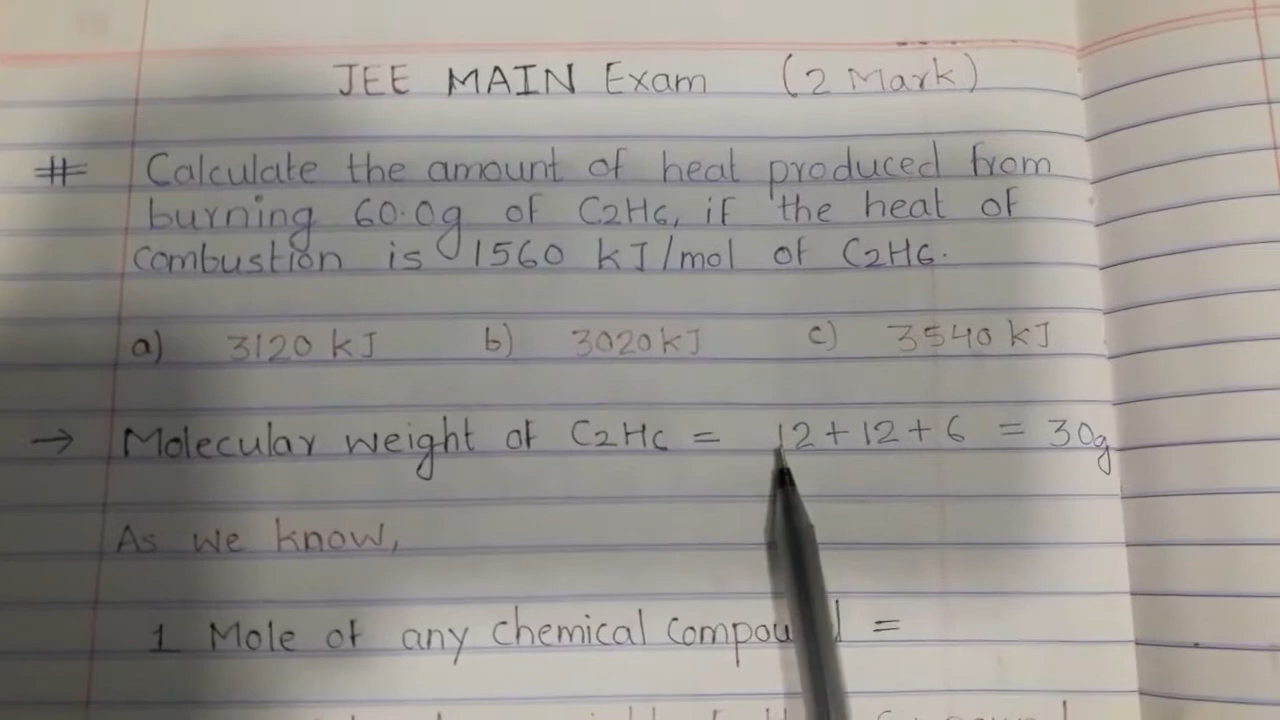 JEE MAIN Exam (2 Mark)
# Calculate the amount of heat produced from
burning 60.0g of C2H6, if the heat of
combustion is 1560 kJ/mol of C2H6.
a) 3120 kJ b) 3020 kJ c) 3540 kJ
→ Molecular weight of C2H6 = 12+12+6 = 30g
As we know,
1 Mole of any chemical compound =